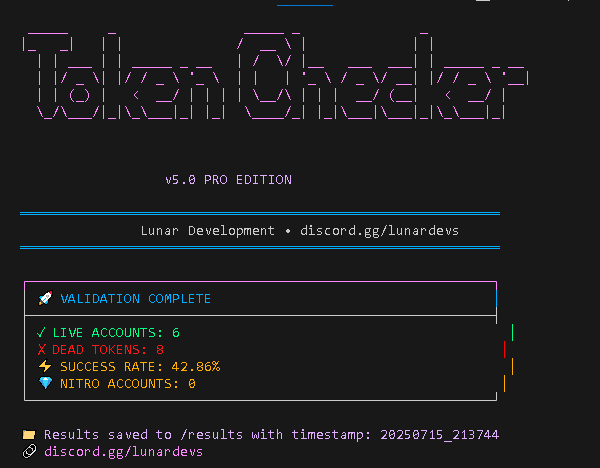 Token Checker
v5.0 PRO EDITION
Lunar Development • discord.gg/lunardevs
🚀 VALIDATION COMPLETE
✓ LIVE ACCOUNTS: 6
✗ DEAD TOKENS: 8
⚡ SUCCESS RATE: 42.86%
💎 NITRO ACCOUNTS: 0
📁 Results saved to /results with timestamp: 20250715_213744
🔗 discord.gg/lunardevs